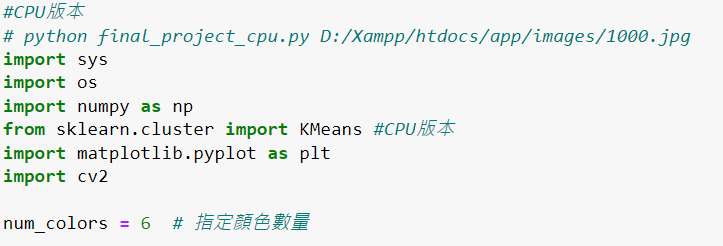 #CPU版本
# python final_project_cpu.py D:/Xampp/htdocs/app/images/1000.jpg
import sys
import os
import numpy as np
from sklearn.cluster import KMeans #CPU版本
import matplotlib.pyplot as plt
import cv2
num_colors = 6  # 指定顏色數量